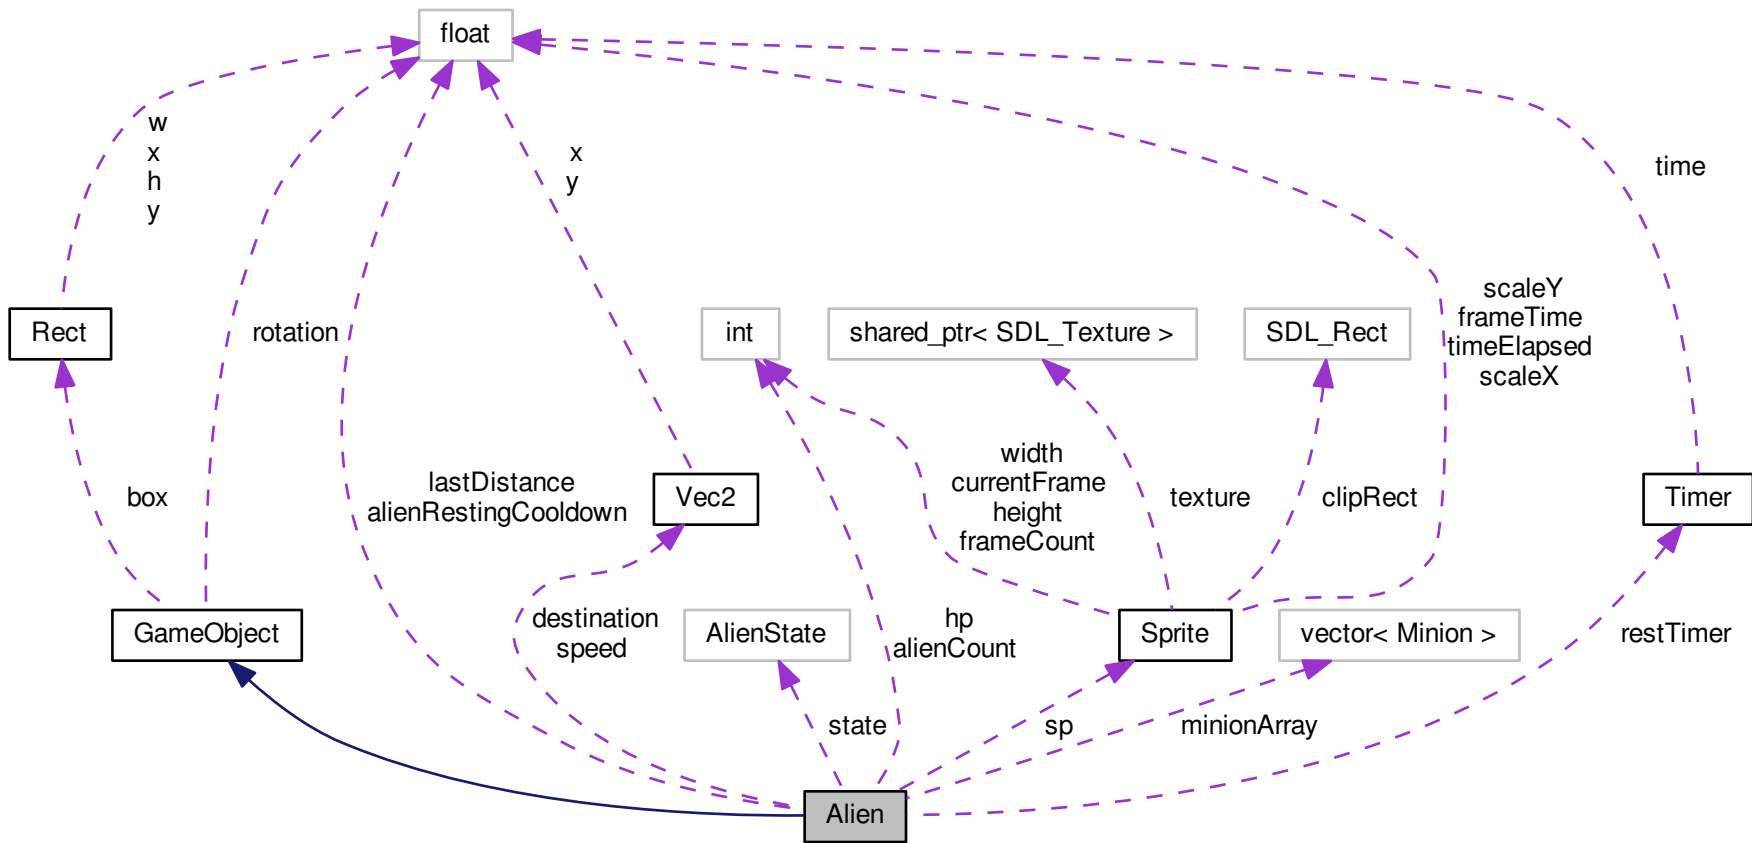 float
w
x
h
y
x
y
time
scaleY
frameTime
timeElapsed
scaleX
Rect
rotation
int
shared_ptr< SDL_Texture >
SDL_Rect
box
lastDistance
alienRestingCooldown
Vec2
width
currentFrame
height
frameCount
texture
clipRect
Timer
GameObject
destination
speed
AlienState
hp
alienCount
Sprite
vector< Minion >
restTimer
state
sp
minionArray
Alien